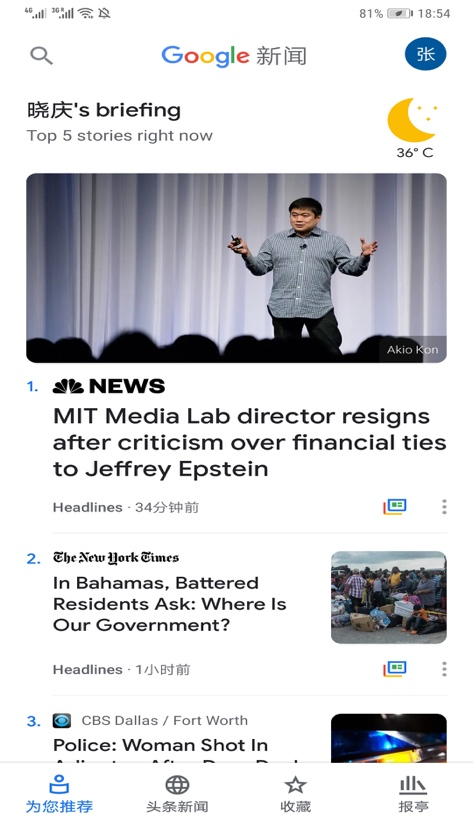 4G 3G R 81% 18:54
Google 新闻
张
晓庆's briefing
Top 5 stories right now
36° C
Akio Kon
1. NEWS
MIT Media Lab director resigns
after criticism over financial ties
to Jeffrey Epstein
Headlines · 34分钟前
2. The New York Times
In Bahamas, Battered
Residents Ask: Where Is
Our Government?
Headlines · 1小时前
3. CBS Dallas / Fort Worth
Police: Woman Shot In
为您推荐 头条新闻 收藏 报亭